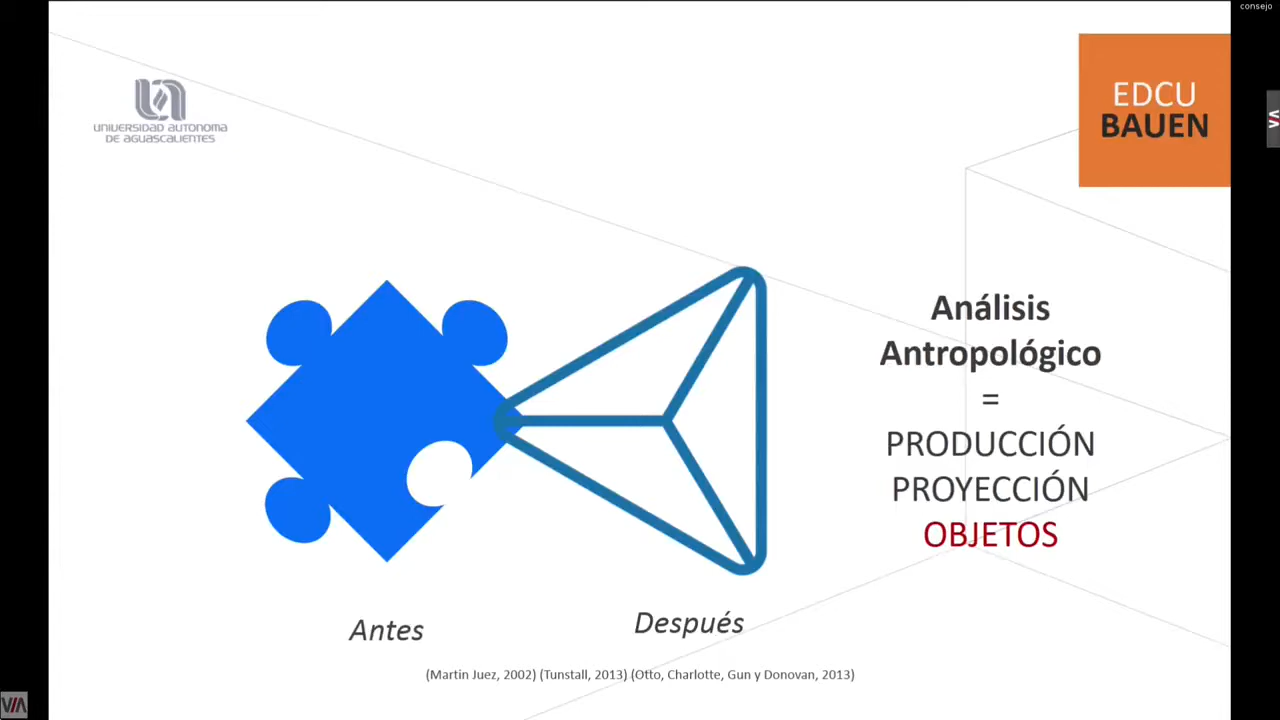 consejo
UNIVERSIDAD AUTONOMA
DE AGUASCALIENTES
EDCU
BAUEN
Análisis
Antropológico
=
PRODUCCIÓN
PROYECCIÓN
OBJETOS
Antes
Después
(Martin Juez, 2002) (Tunstall, 2013) (Otto, Charlotte, Gun y Donovan, 2013)
VIA